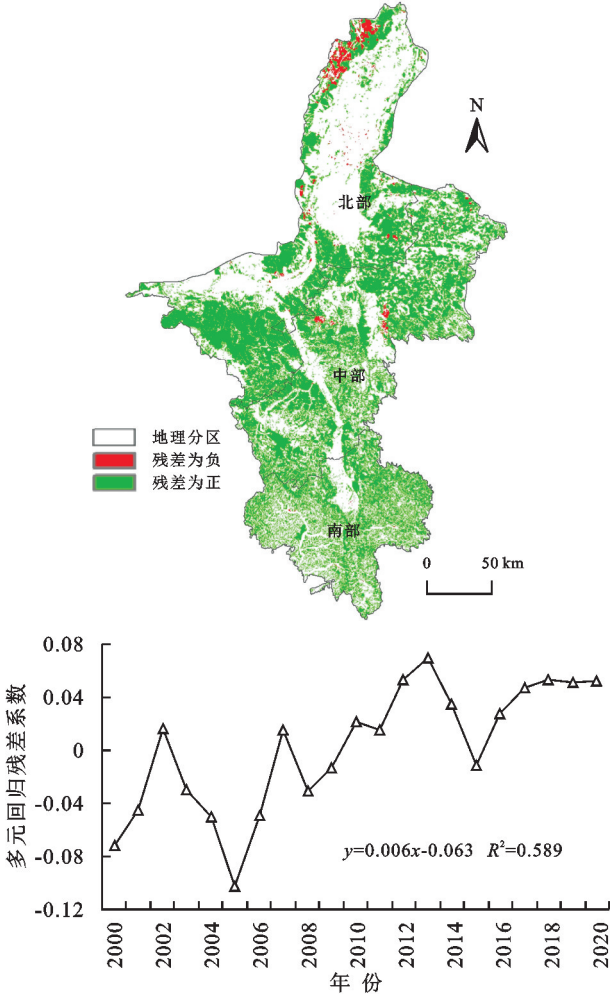 N
北部
中部
地理分区
残差为负
残差为正
南部
0 50 km
0.08
0.04
0
-0.04
-0.08
-0.12
多元回归残差系数
y=0.006x-0.063 R²=0.589
2000 2002 2004 2006 2008 2010 2012 2014 2016 2018 2020
年 份